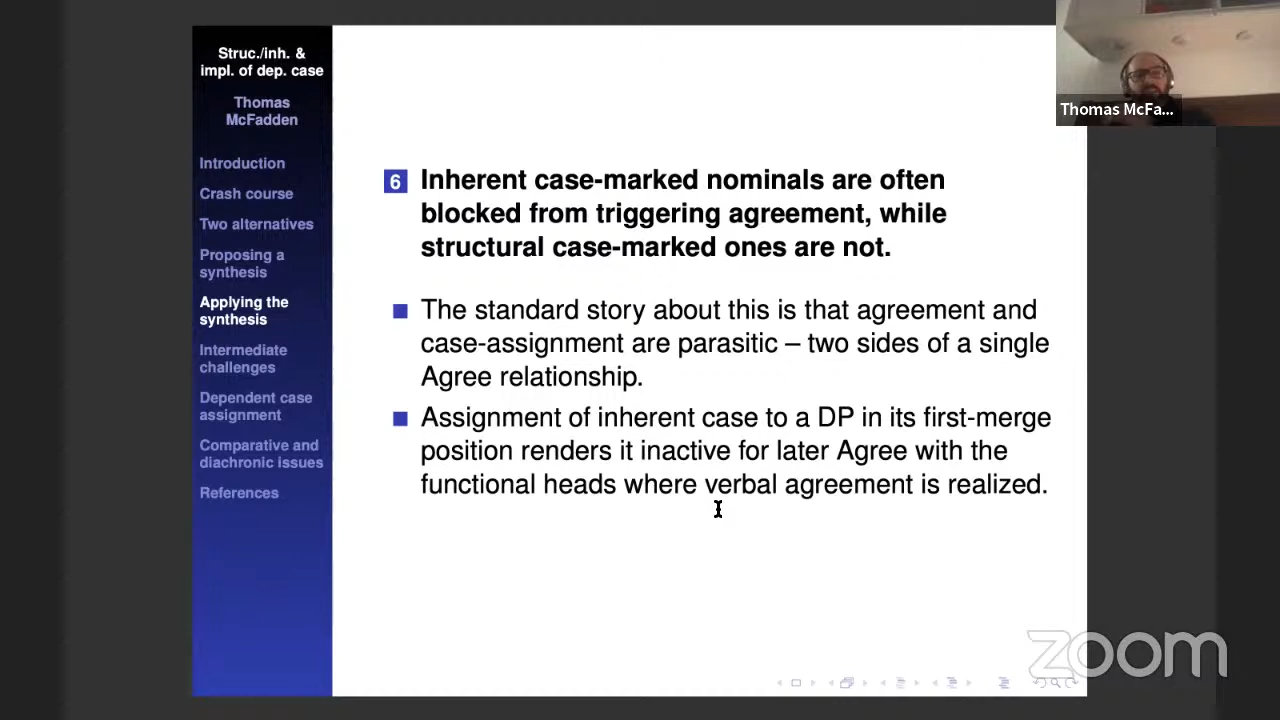 Struc./inh. &
impl. of dep. case
Thomas
McFadden
Introduction
Crash course
Two alternatives
Proposing a
synthesis
Applying the
synthesis
Intermediate
challenges
Dependent case
assignment
Comparative and
diachronic issues
References
6 Inherent case-marked nominals are often
blocked from triggering agreement, while
structural case-marked ones are not.
The standard story about this is that agreement and
case-assignment are parasitic – two sides of a single
Agree relationship.
Assignment of inherent case to a DP in its first-merge
position renders it inactive for later Agree with the
functional heads where verbal agreement is realized.
Thomas McFa...
zoom